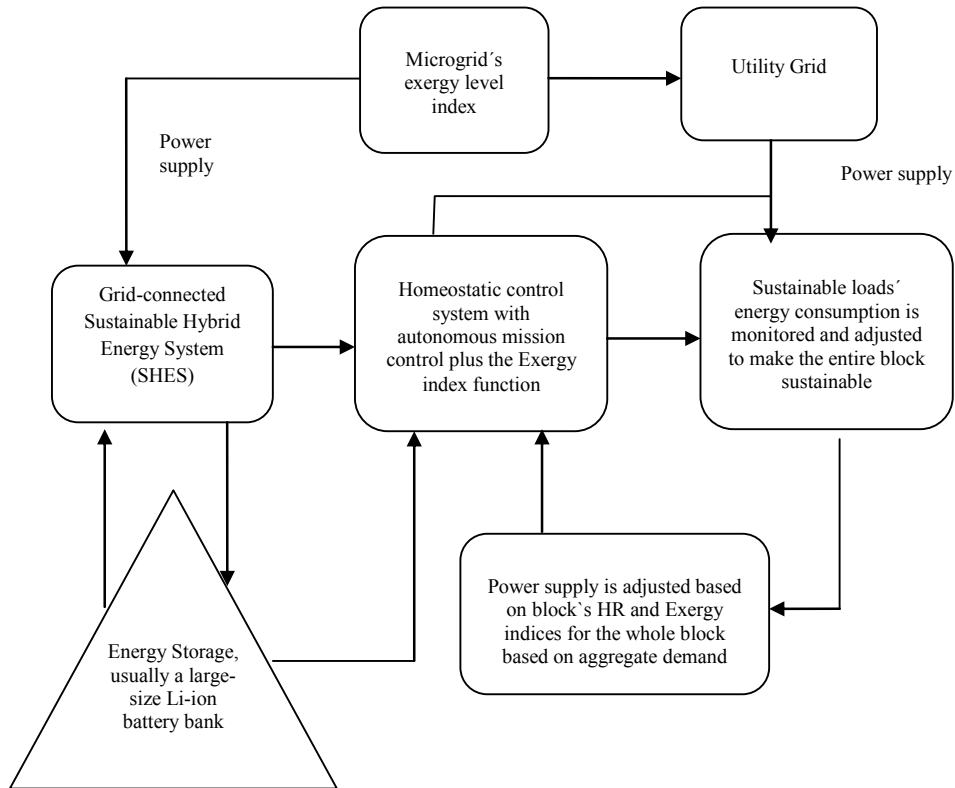 Microgrid´s
exergy level
index
Utility Grid
Power
supply
Power supply
Grid-connected
Sustainable Hybrid
Energy System
(SHES)
Homeostatic control
system with
autonomous mission
control plus the Exergy
index function
Sustainable loads´
energy consumption is
monitored and adjusted
to make the entire block
sustainable
Power supply is adjusted based
on block`s HR and Exergy
indices for the whole block
based on aggregate demand
Energy Storage,
usually a large-
size Li-ion
battery bank